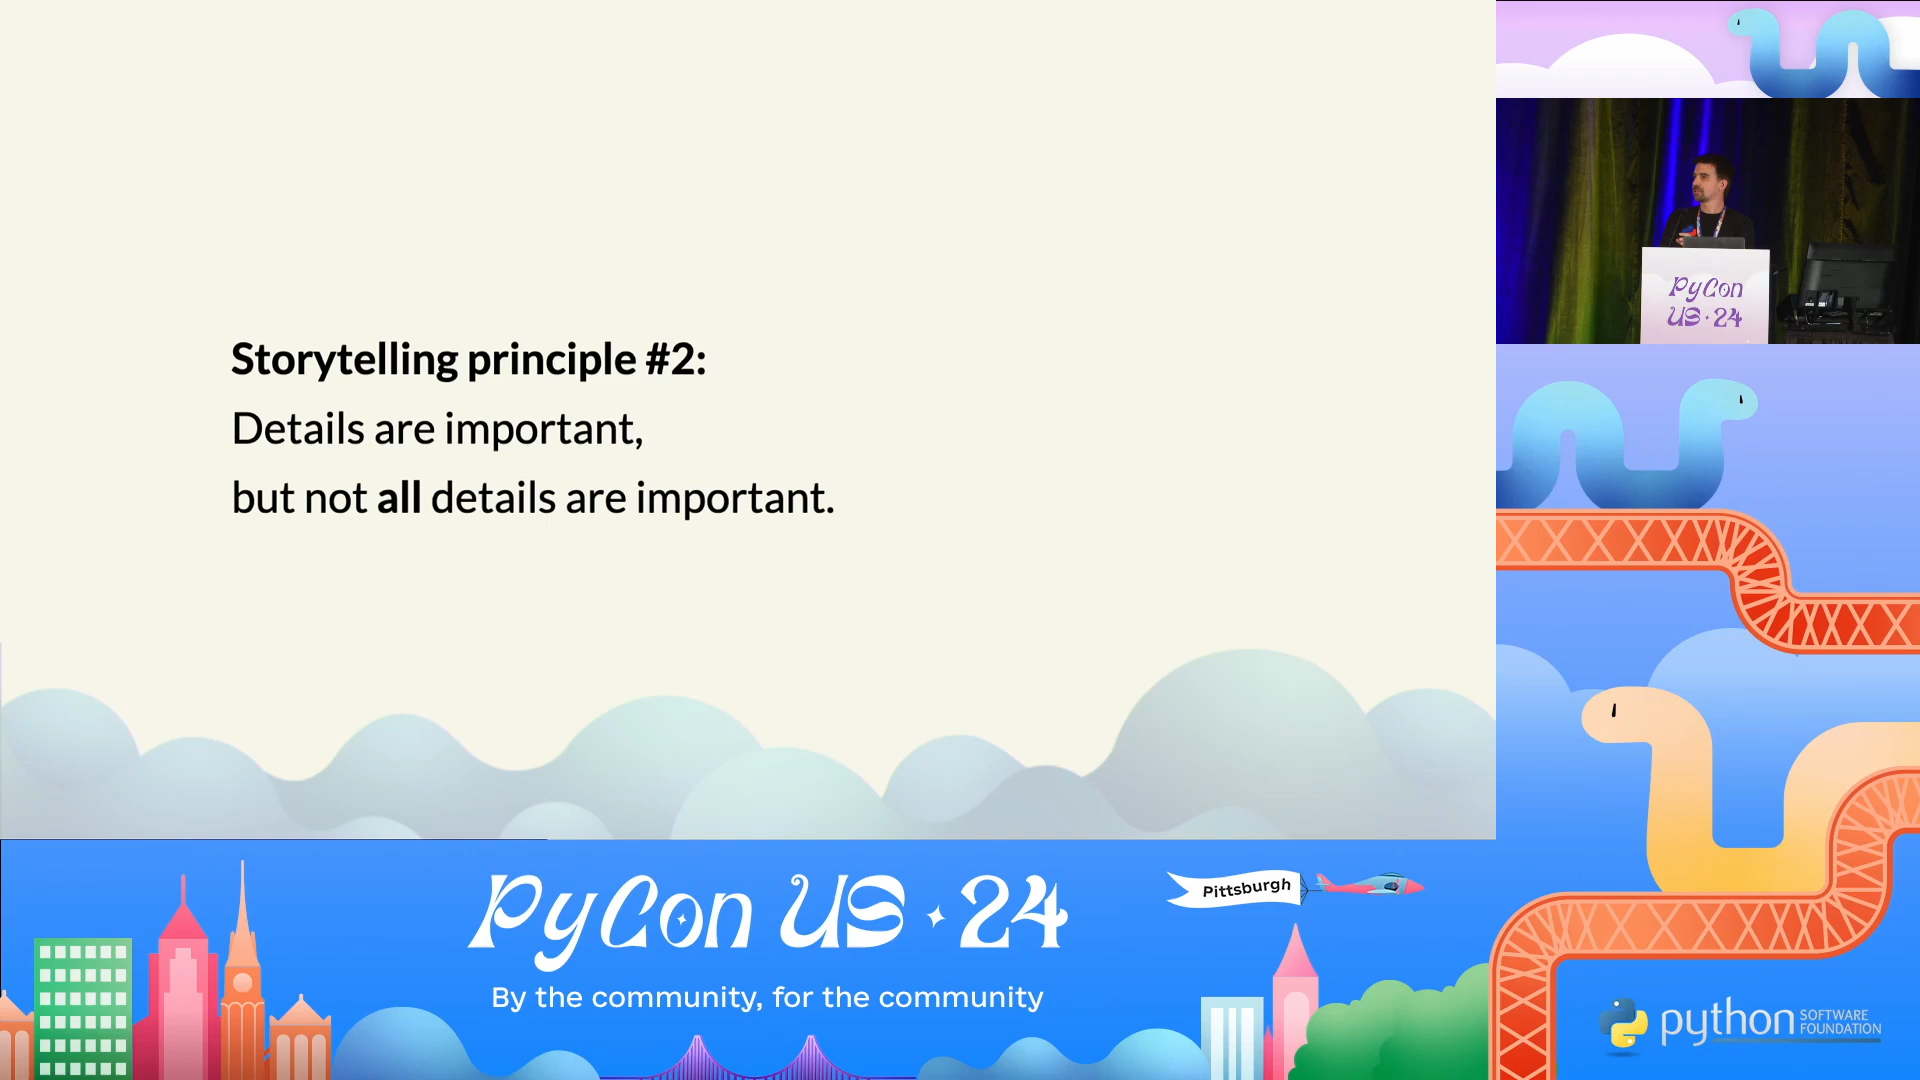 Storytelling principle #2:
Details are important,
but not all details are important.
PyCon
US·24
PyCon US·24
Pittsburgh
By the community, for the community
python SOFTWARE
FOUNDATION